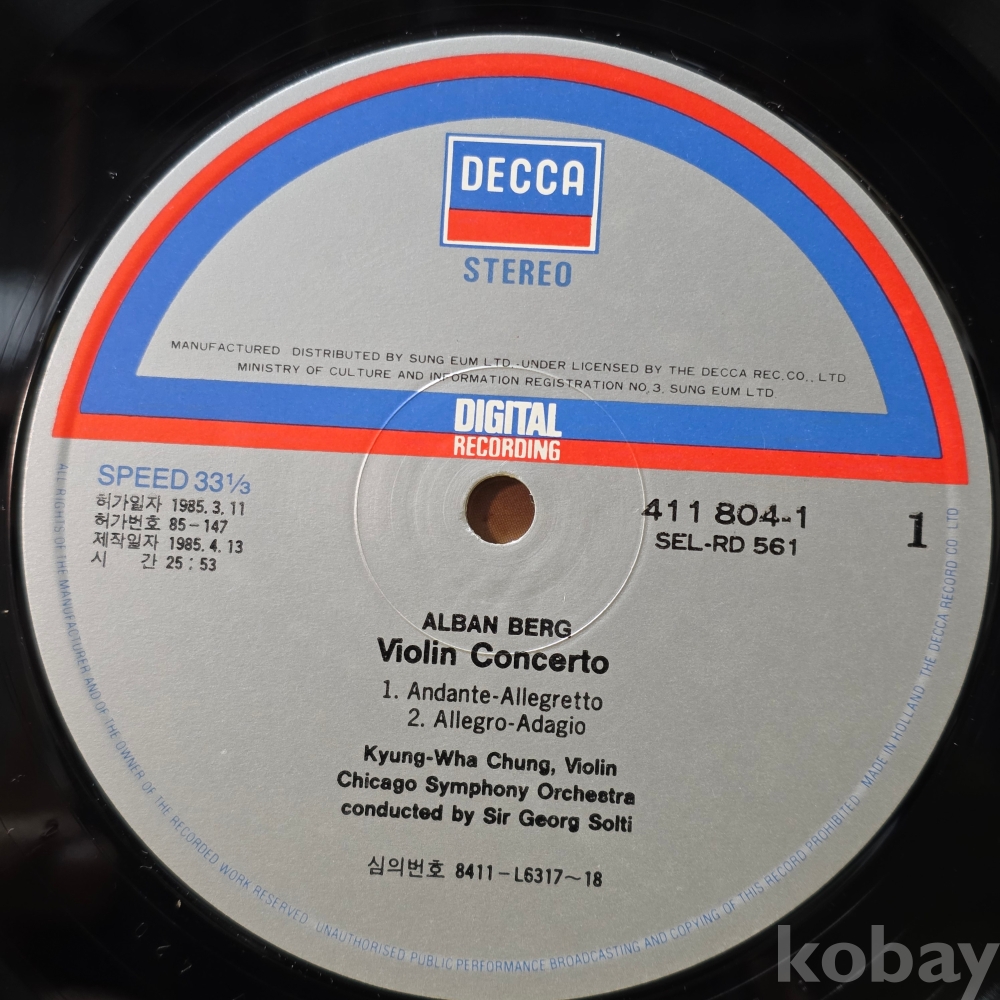 DECCA
STEREO
MANUFACTURED DISTRIBUTED BY SUNG EUM LTD.-UNDER LICENSED BY THE DECCA REC.CO., LTD
MINISTRY OF CULTURE AND INFORMATION REGISTRATION NO. 3. SUNG EUM LTD
DIGITAL
RECORDING
SPEED 33 1/3
허가일자 1985. 3. 11
허가번호 85-147
제작일자 1985. 4. 13
시 간 25 : 53
411 804-1
SEL-RD 561
1
ALBAN BERG
Violin Concerto
1. Andante-Allegretto
2. Allegro-Adagio
Kyung-Wha Chung, Violin
Chicago Symphony Orchestra
conducted by Sir Georg Solti
심의번호 8411-L6317~18
ALL RIGHTS OF THE MANUFACTURER AND OF THE OWNER OF THE RECORDED WORK RESERVED. UNAUTHORISED PUBLIC PERFORMANCE BROADCASTING AND COPYING OF THIS RECORD PROHIBITED. MADE IN HOLLAND. THE DECCA RECORD CO. LTD
kobay